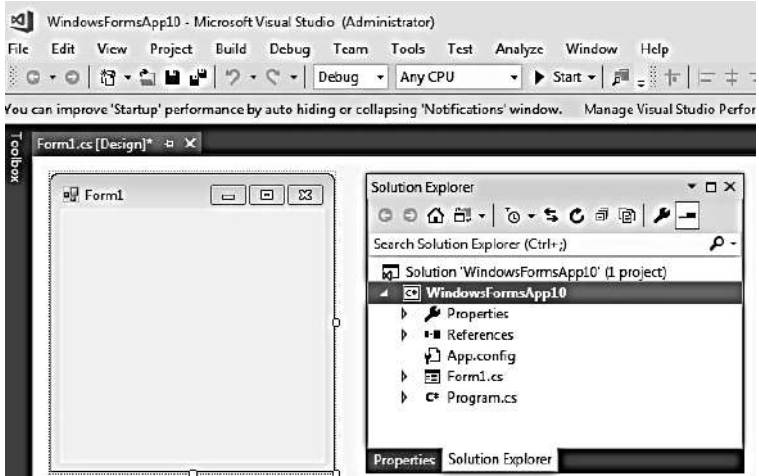 WindowsFormsApp10 - Microsoft Visual Studio (Administrator)
File Edit View Project Build Debug Team Tools Test Analyze Window Help
Debug Any CPU Start
You can improve 'Startup' performance by auto hiding or collapsing 'Notifications' window. Manage Visual Studio Perfor
Toolbox
Form1.cs [Design]*
Form1
Solution Explorer
Search Solution Explorer (Ctrl+;)
Solution 'WindowsFormsApp10' (1 project)
C# WindowsFormsApp10
Properties
References
App.config
Form1.cs
C# Program.cs
Properties Solution Explorer